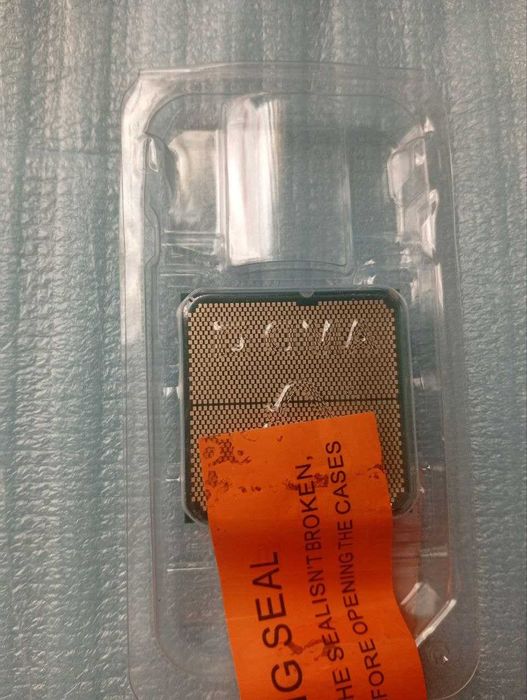 G SEAL
HE SEAL ISN'T BROKEN,
FORE OPENING THE CASES